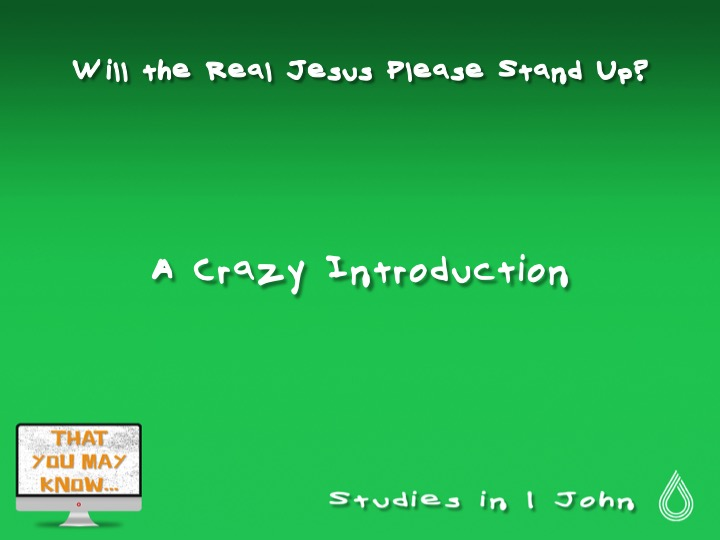 Will the Real Jesus Please Stand Up?
A Crazy Introduction
THAT
YOU MAY
KNOW...
Studies in 1 John